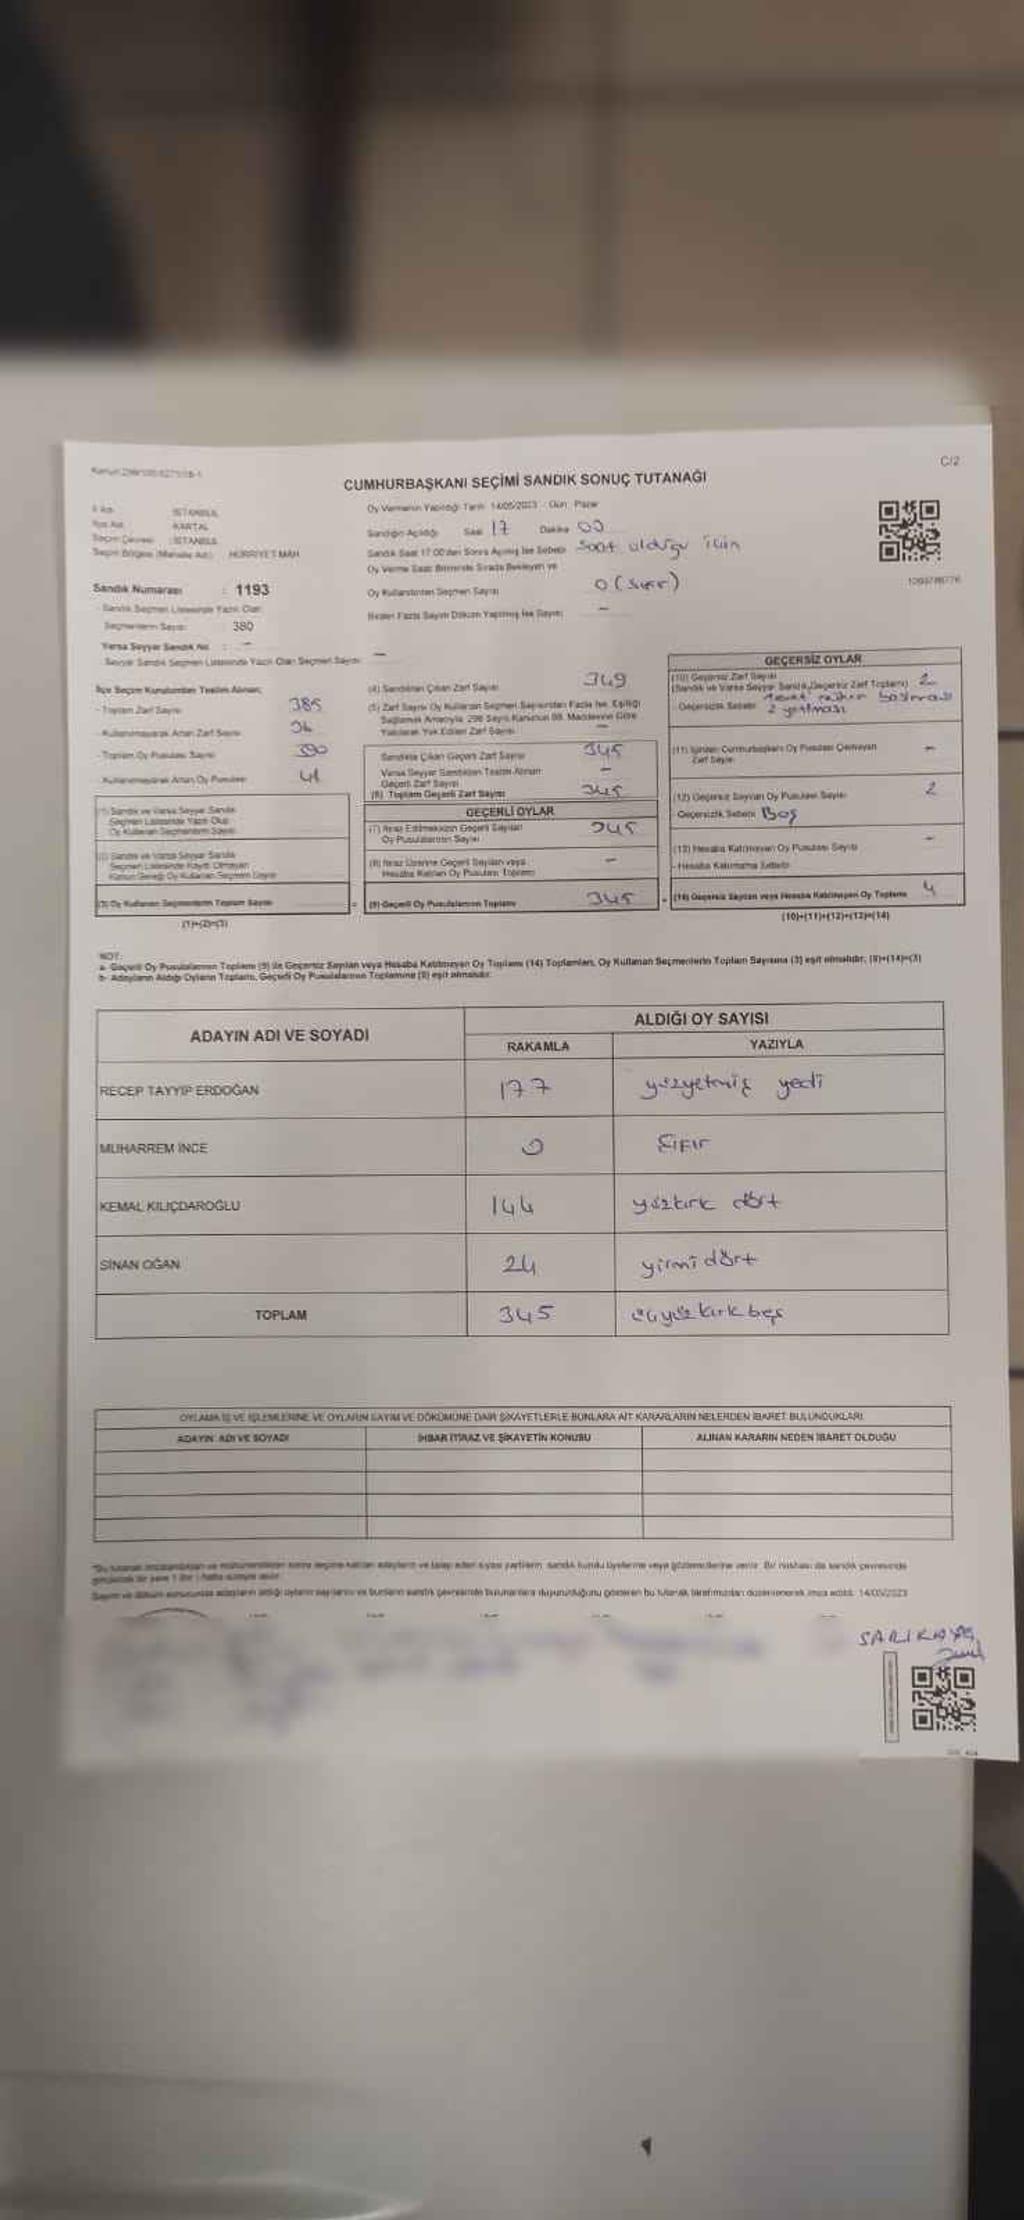 C/2
CUMHURBAŞKANI SEÇİMİ SANDIK SONUÇ TUTANAĞI
İl Adı : İSTANBUL
İlçe Adı : KARTAL
Seçim Çevresi : İSTANBUL
Seçim Bölgesi (Mahalle Adı) : HÜRRİYET MAH
Sandık Numarası : 1193
Sandık Seçmen Listesinde Yazılı Olan
Seçmenlerin Sayısı : 380
Varsa Seyyar Sandık No : -
Seyyar Sandık Seçmen Listesinde Yazılı Olan Seçmen Sayısı -
Oy Vermenin Yapıldığı Tarih 14/05/2023 Gün Pazar
Sandığın Açıldığı Saat 17 Dakika 00
Sandık Saat 17.00'den Sonra Açılmış İse Sebebi Saat olduğu için
Oy Verme Saati Bitiminde Sırada Bekleyen ve
Oy Kullandırılan Seçmen Sayısı 0 (sıfır)
Birden Fazla Sayım Döküm Yapılmış İse Sayısı -
İlçe Seçim Kurulundan Teslim Alınan;
- Toplam Zarf Sayısı 385
- Kullanılmayarak Artan Zarf Sayısı 36
- Toplam Oy Pusulası Sayısı 390
- Kullanılmayarak Artan Oy Pusulası 41
(1) Sandık ve Varsa Seyyar Sandık
Seçmen Listesinde Yazılı Olup
Oy Kullanan Seçmenlerin Sayısı
(2) Sandık ve Varsa Seyyar Sandık
Seçmen Listesinde Kayıtlı Olmayan
Kanun Gereği Oy Kullanan Seçmen Sayısı
(3) Oy Kullanan Seçmenlerin Toplam Sayısı
(1)+(2)=(3)
(4) Sandıktan Çıkan Zarf Sayısı 349
(5) Zarf Sayısı Oy Kullanan Seçmen Sayısından Fazla İse, Eşitliği
Sağlamak Amacıyla 298 Sayılı Kanunun 98. Maddesine Göre
Yakılarak Yok Edilen Zarf Sayısı -
Sandıkta Çıkan Geçerli Zarf Sayısı 345
Varsa Seyyar Sandıktan Teslim Alınan
Geçerli Zarf Sayısı -
(6) Toplam Geçerli Zarf Sayısı 345
GEÇERLİ OYLAR
(7) İtiraz Edilmeksizin Geçerli Sayılan
Oy Pusulalarının Sayısı 345
(8) İtiraz Üzerine Geçerli Sayılan veya
Hesaba Katılan Oy Pusulası Toplamı -
(9) Geçerli Oy Pusulalarının Toplamı 345
GEÇERSİZ OYLAR
(10) Geçersiz Zarf Sayısı 2
(Sandık ve Varsa Seyyar Sandık Geçersiz Zarf Toplamı)
Geçersizlik Sebebi
(11) İçinden Cumhurbaşkanı Oy Pusulası Çıkmayan
Zarf Sayısı -
(12) Geçersiz Sayılan Oy Pusulası Sayısı 2
Geçersizlik Sebebi Boş
(13) Hesaba Katılmayan Oy Pusulası Sayısı -
Hesaba Katılmama Sebebi
(14) Geçersiz Sayılan veya Hesaba Katılmayan Oy Toplamı 4
(10)+(11)+(12)+(13)=(14)
NOT:
a- Geçerli Oy Pusulalarının Toplamı (9) ile Geçersiz Sayılan veya Hesaba Katılmayan Oy Toplamı (14) Toplamları, Oy Kullanan Seçmenlerin Toplam Sayısına (3) eşit olmalıdır; (9)+(14)=(3)
b- Adayların Aldığı Oyların Toplamı, Geçerli Oy Pusulalarının Toplamına (9) eşit olmalıdır.
ADAYIN ADI VE SOYADI
ALDIĞI OY SAYISI
RAKAMLA YAZIYLA
RECEP TAYYİP ERDOĞAN 177 yüzyetmiş yedi
MUHARREM İNCE 0 SIFIR
KEMAL KILIÇDAROĞLU 144 yüzkırk dört
SİNAN OĞAN 24 yirmi dört
TOPLAM 345 üçyüz kırk beş
OYLAMA İŞ VE İŞLEMLERİNE VE OYLARIN SAYIM VE DÖKÜMÜNE DAİR ŞİKAYETLERLE BUNLARA AİT KARARLARIN NELERDEN İBARET BULUNDUKLARI
ADAYIN ADI VE SOYADI
İHBAR İTİRAZ VE ŞİKAYETİN KONUSU
ALINAN KARARIN NEDEN İBARET OLDUĞU
SARIKAYA